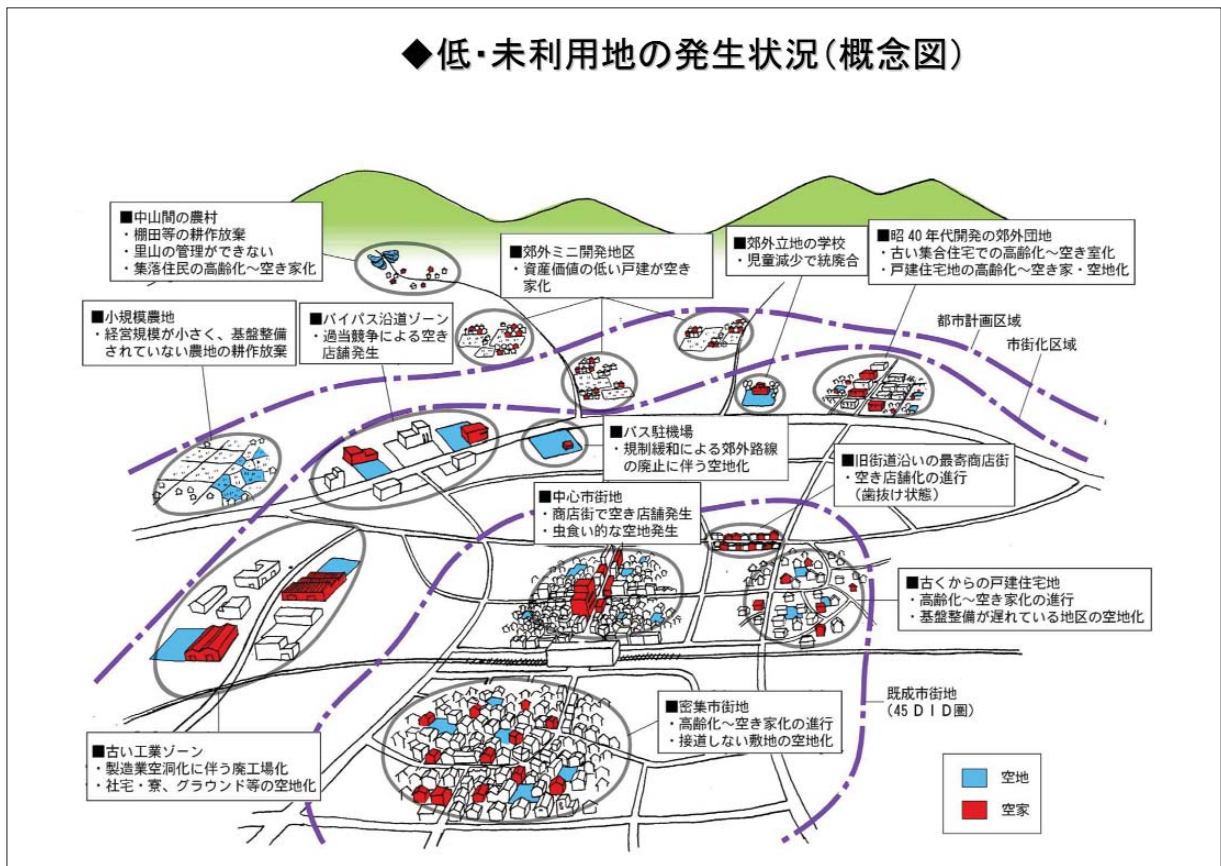 ◆低・未利用地の発生状況(概念図)
■中山間の農村
・棚田等の耕作放棄
・里山の管理ができない
・集落住民の高齢化～空き家化
■郊外ミニ開発地区
・資産価値の低い戸建が空き
家化
■郊外立地の学校
・児童減少で統廃合
■昭40年代開発の郊外団地
・古い集合住宅での高齢化～空き室化
・戸建住宅地の高齢化～空き家・空地化
■小規模農地
・経営規模が小さく、基盤整備
されていない農地の耕作放棄
■バイパス沿道ゾーン
・過当競争による空き
店舗発生
都市計画区域
市街化区域
■バス駐機場
・規制緩和による郊外路線
の廃止に伴う空地化
■旧街道沿いの最寄商店街
・空き店舗化の進行
(歯抜け状態)
■中心市街地
・商店街で空き店舗発生
・虫食い的な空地発生
■古くからの戸建住宅地
・高齢化～空き家化の進行
・基盤整備が遅れている地区の空地化
既成市街地
(45DID圏)
■密集市街地
・高齢化～空き家化の進行
・接道しない敷地の空地化
■古い工業ゾーン
・製造業空洞化に伴う廃工場化
・社宅・寮、グラウンド等の空地化
空地
空家